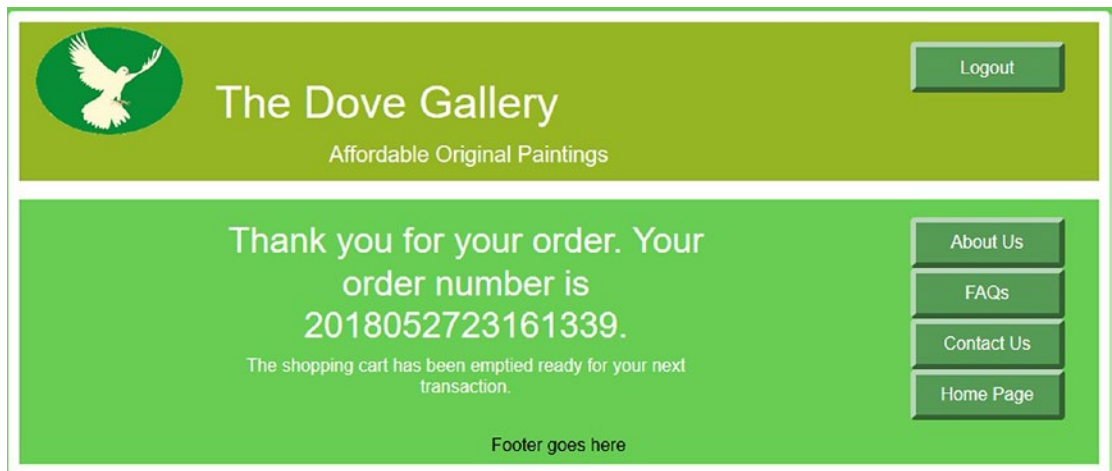 Logout
The Dove Gallery
Affordable Original Paintings
Thank you for your order. Your
order number is
2018052723161339.
The shopping cart has been emptied ready for your next
transaction.
About Us
FAQs
Contact Us
Home Page
Footer goes here